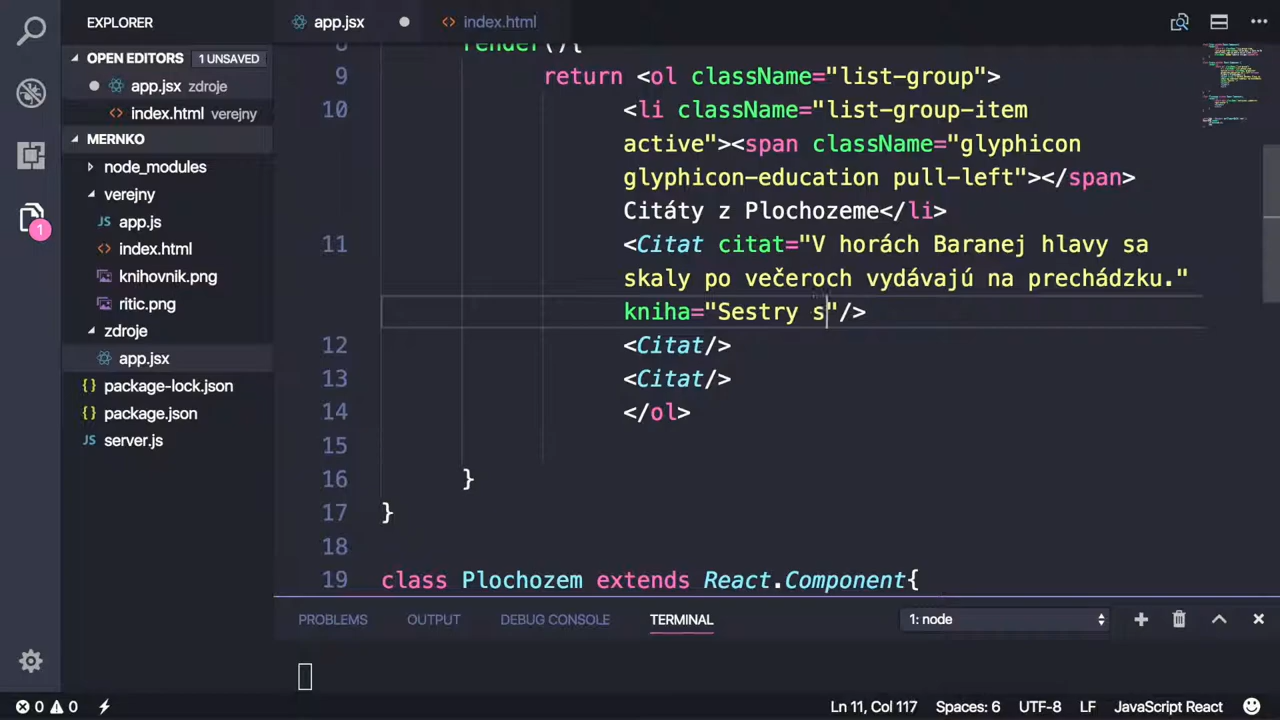 EXPLORER
app.jsx
index.html
OPEN EDITORS 1 UNSAVED
app.jsx zdroje
index.html verejny
MERNKO
node_modules
verejny
JS app.js
index.html
knihovnik.png
ritic.png
zdroje
app.jsx
{} package-lock.json
{} package.json
JS server.js
8 render(){
9 return <ol className="list-group">
10 <li className="list-group-item
active"><span className="glyphicon
glyphicon-education pull-left"></span>
Citáty z Plochozeme</li>
11 <Citat citat="V horách Baranej hlavy sa
skaly po večeroch vydávajú na prechádzku."
kniha="Sestry s"/>
12 <Citat/>
13 <Citat/>
14 </ol>
15
16 }
17 }
18
19 class Plochozem extends React.Component{
PROBLEMS OUTPUT DEBUG CONSOLE TERMINAL 1: node
1
0 0 Ln 11, Col 117 Spaces: 6 UTF-8 LF JavaScript React